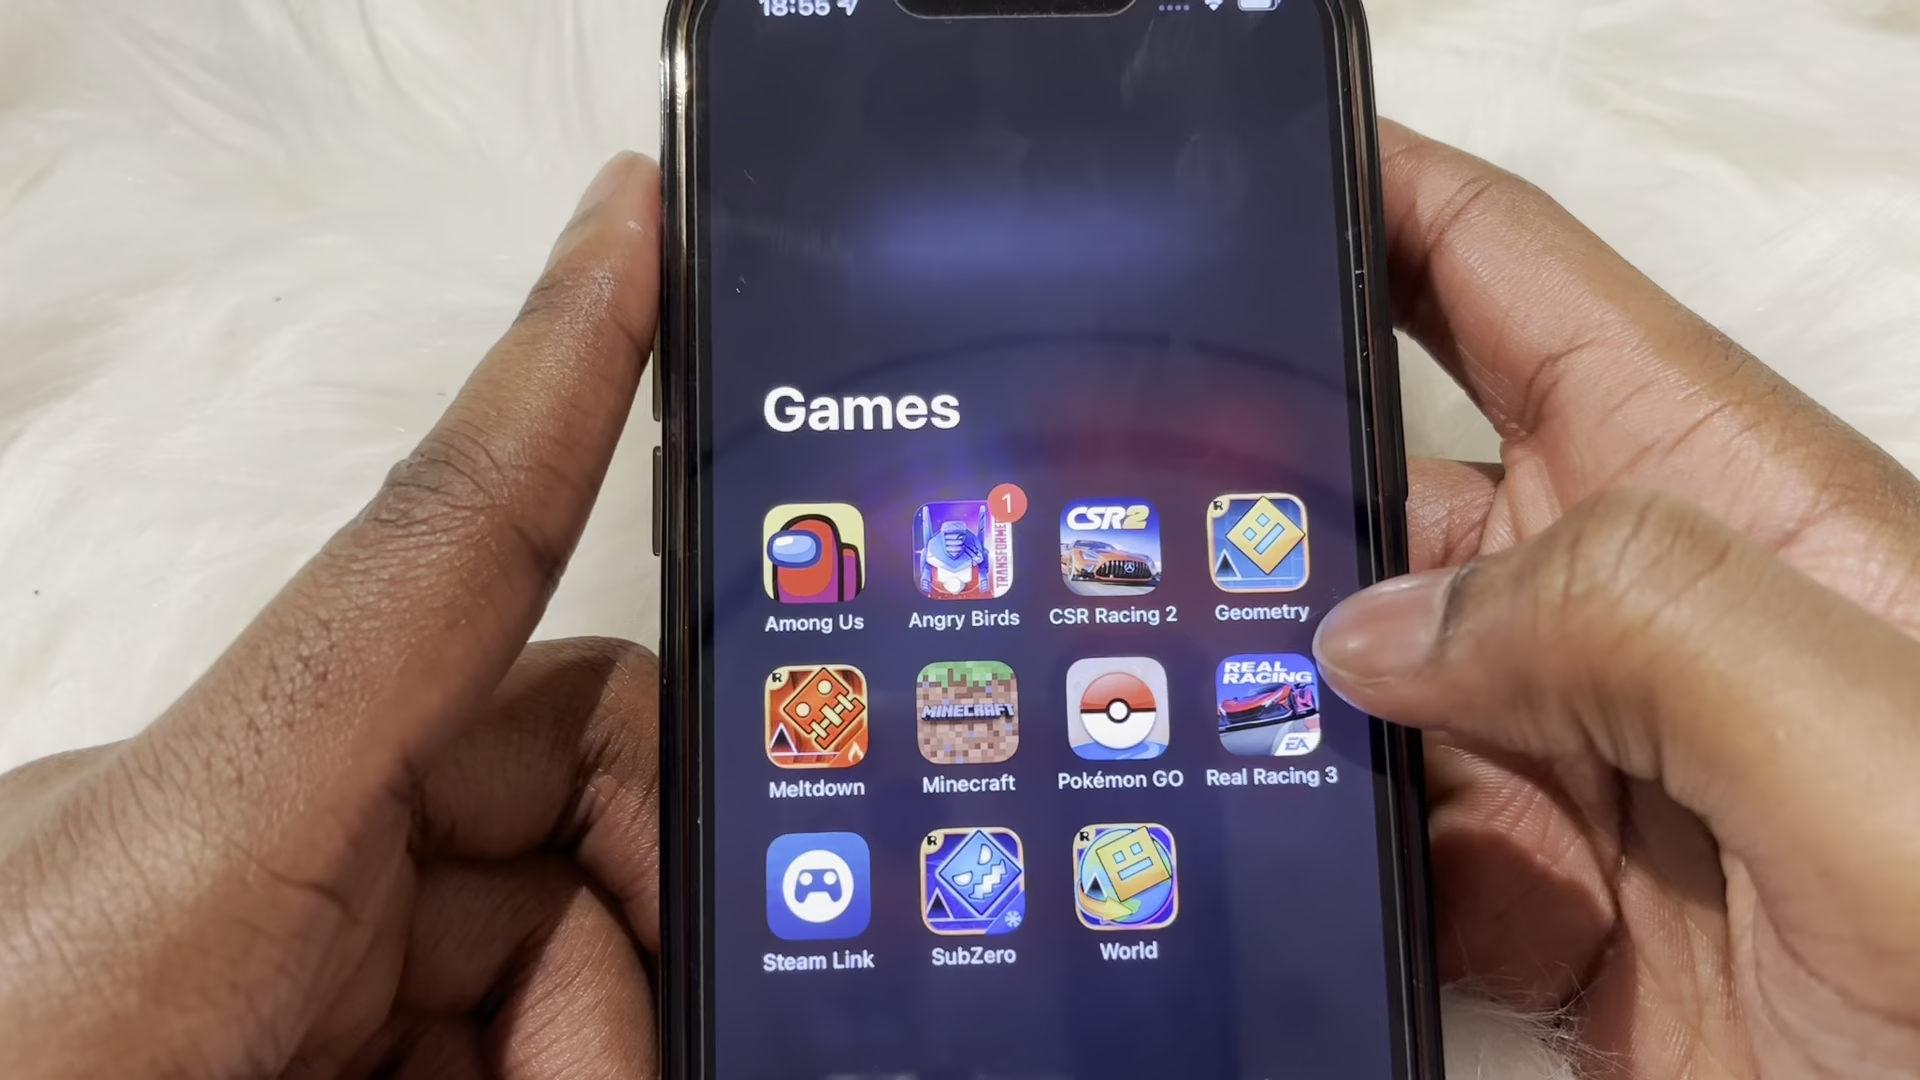 18:55
Games
1
CSR2
TRANSFORMERS
Among Us
Angry Birds
CSR Racing 2
Geometry
MINECRAFT
REAL
RACING
EA
Meltdown
Minecraft
Pokémon GO
Real Racing 3
Steam Link
SubZero
World